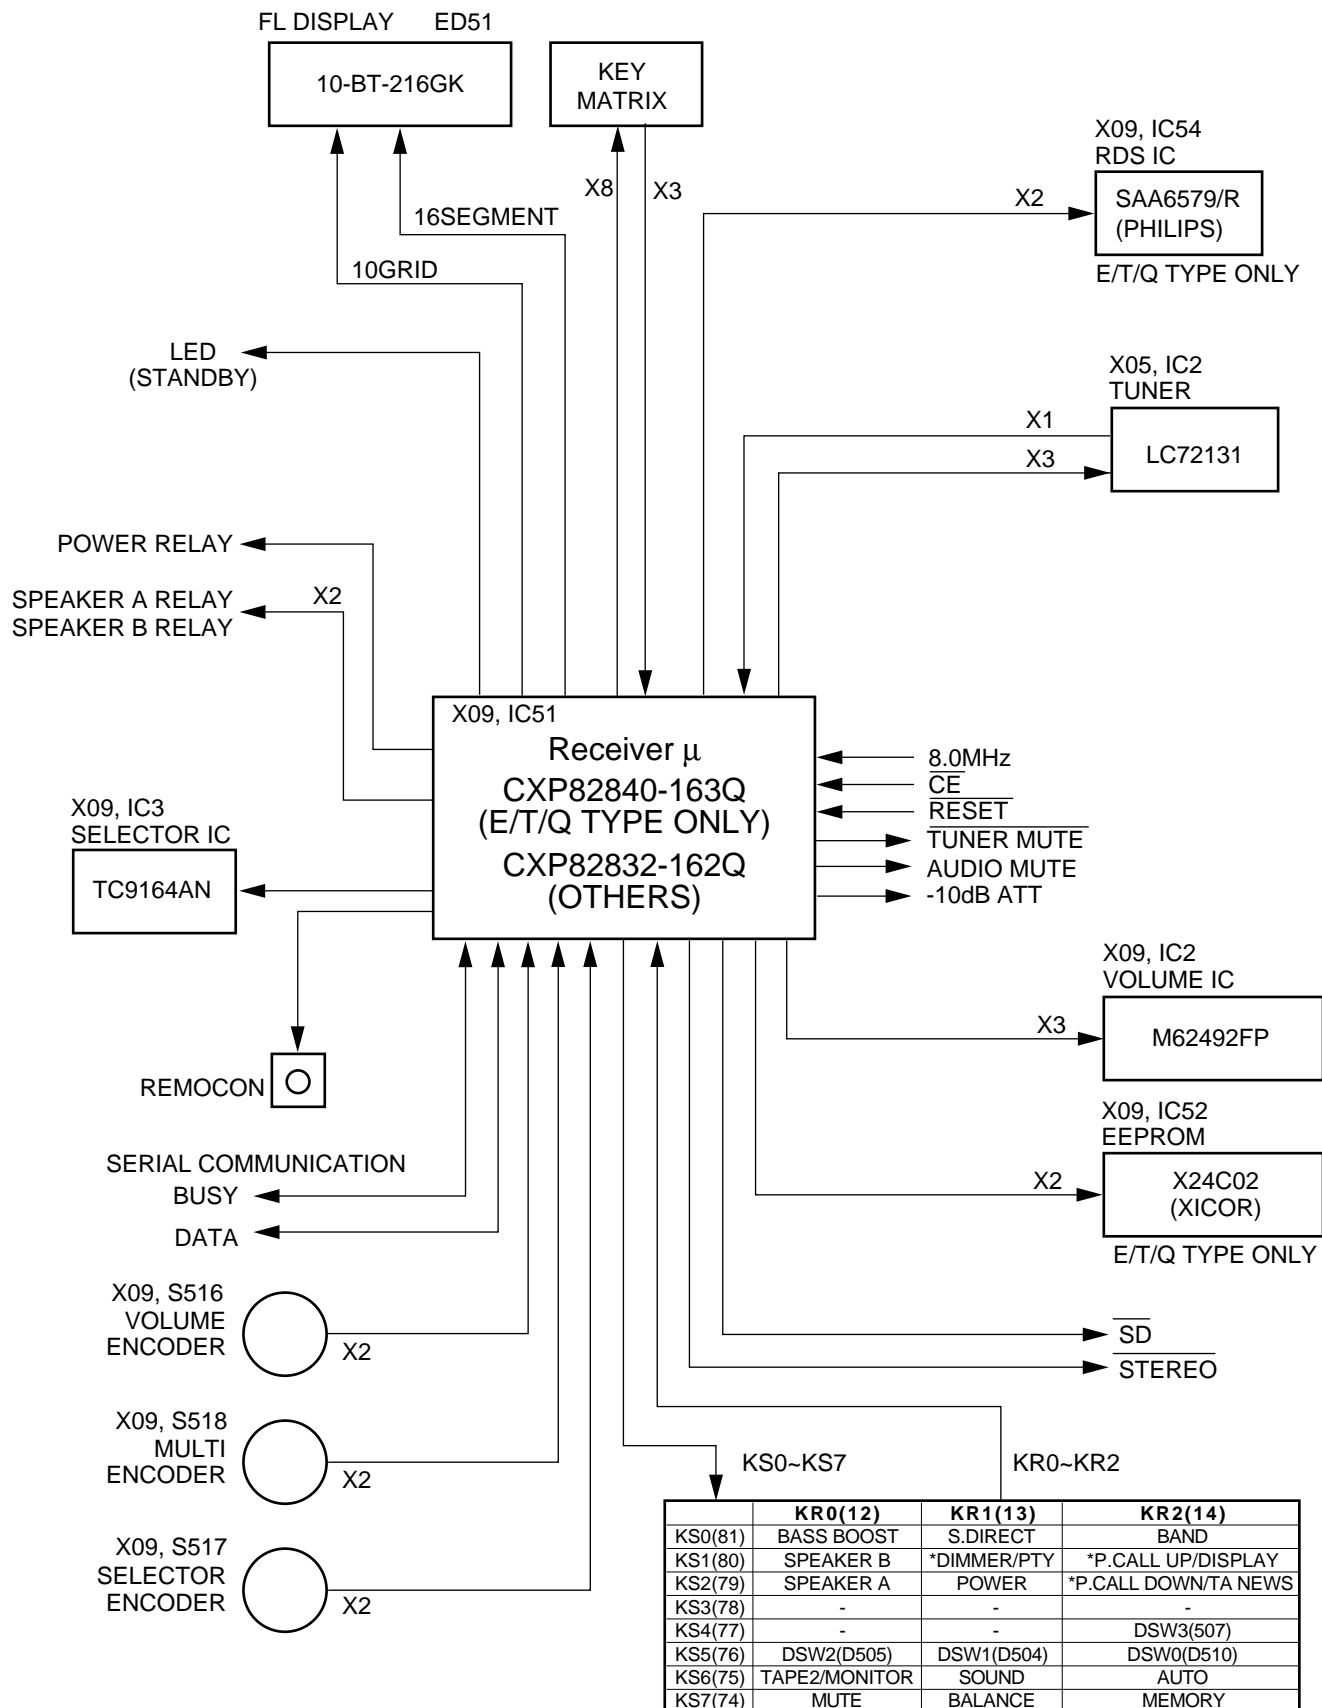 FL DISPLAY ED51
10-BT-216GK
KEY
MATRIX
X09, IC54
RDS IC
SAA6579/R
(PHILIPS)
E/T/Q TYPE ONLY
X8
X3
X2
16SEGMENT
10GRID
LED
(STANDBY)
X05, IC2
TUNER
LC72131
X1
X3
POWER RELAY
SPEAKER A RELAY
SPEAKER B RELAY
X2
X09, IC51
Receiver μ
CXP82840-163Q
(E/T/Q TYPE ONLY)
CXP82832-162Q
(OTHERS)
8.0MHz
CE
RESET
TUNER MUTE
AUDIO MUTE
-10dB ATT
X09, IC3
SELECTOR IC
TC9164AN
X09, IC2
VOLUME IC
M62492FP
X3
REMOCON
X09, IC52
EEPROM
X24C02
(XICOR)
E/T/Q TYPE ONLY
X2
SERIAL COMMUNICATION
BUSY
DATA
X09, S516
VOLUME
ENCODER
X2
SD
STEREO
X09, S518
MULTI
ENCODER
X2
KS0~KS7
KR0~KR2
X09, S517
SELECTOR
ENCODER
X2
KR0(12) KR1(13) KR2(14)
KS0(81) BASS BOOST S.DIRECT BAND
KS1(80) SPEAKER B *DIMMER/PTY *P.CALL UP/DISPLAY
KS2(79) SPEAKER A POWER *P.CALL DOWN/TA NEWS
KS3(78) - - -
KS4(77) - - DSW3(507)
KS5(76) DSW2(D505) DSW1(D504) DSW0(D510)
KS6(75) TAPE2/MONITOR SOUND AUTO
KS7(74) MUTE BALANCE MEMORY